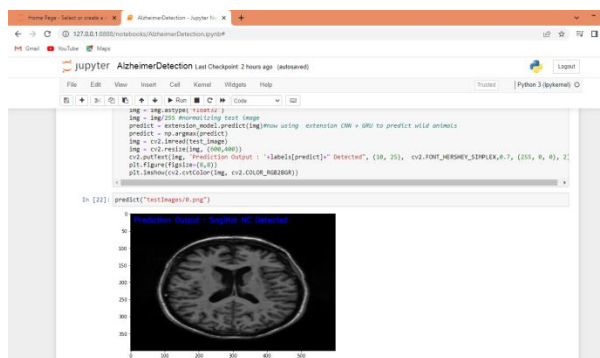 Home Page - Select or create a n
AlzheimerDetection - Jupyter N
127.0.0.1:8888/notebooks/AlzheimerDetection.ipynb#
Gmail YouTube Maps
jupyter AlzheimerDetection Last Checkpoint: 2 hours ago (autosaved)
Logout
File Edit View Insert Cell Kernel Widgets Help
Trusted Python 3 (ipykernel)
Run Code
img = img.astype('float32')
img = img/255 #normalizing test image
predict = extension_model.predict(img)#now using extension CNN + GRU to predict wild animals
predict = np.argmax(predict)
img = cv2.imread(test_image)
img = cv2.resize(img, (600,400))
cv2.putText(img, 'Prediction Output : '+labels[predict]+" Detected", (10, 25), cv2.FONT_HERSHEY_SIMPLEX,0.7, (255, 0, 0), 2)
plt.figure(figsize=(8,8))
plt.imshow(cv2.cvtColor(img, cv2.COLOR_RGB2BGR))
In [22]: predict("testImages/0.png")
Prediction Output : Sagittar NC Detected
0
50
100
150
200
250
300
350
0 100 200 300 400 500